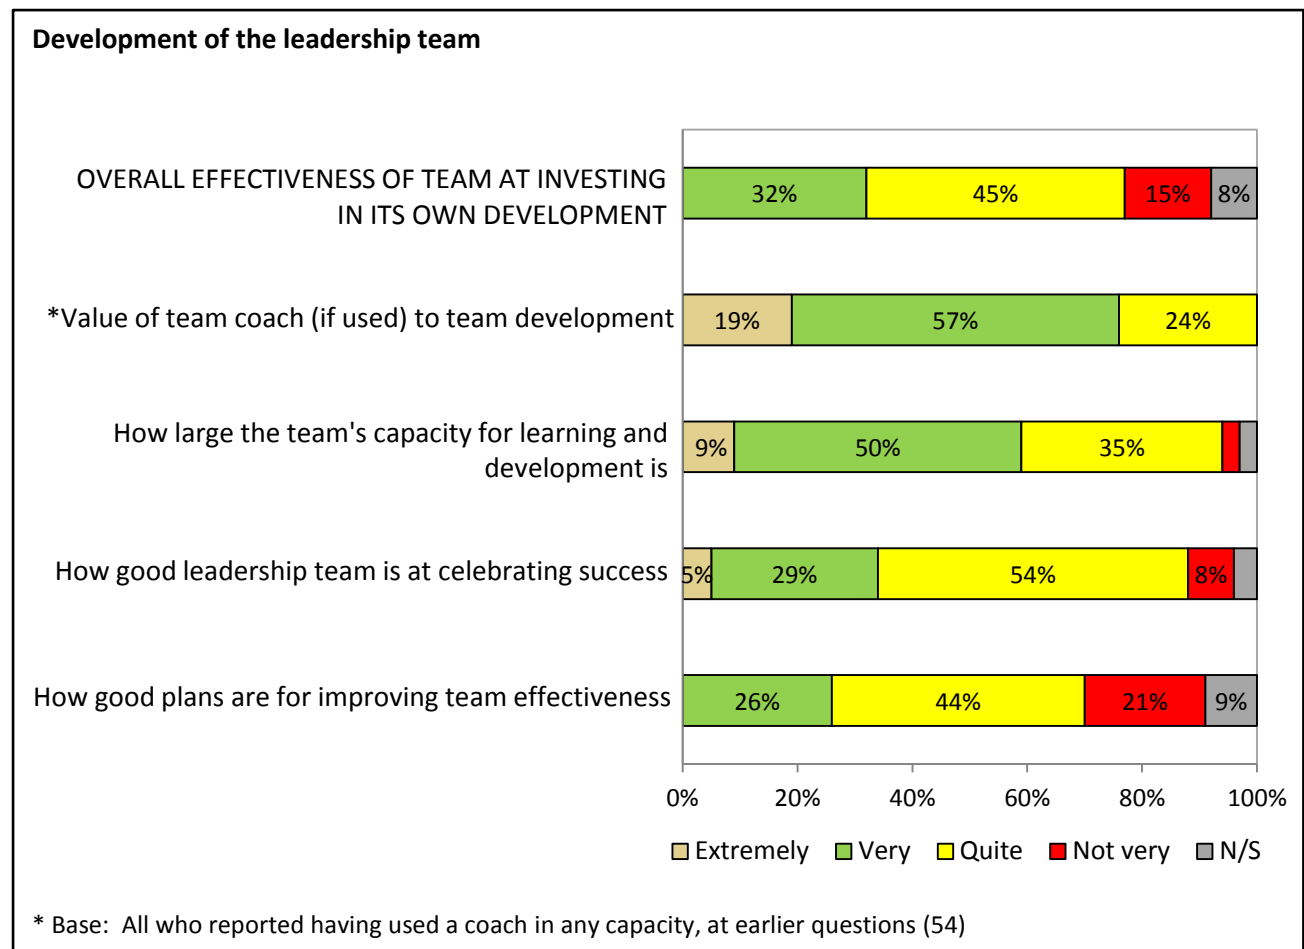 Development of the leadership team
OVERALL EFFECTIVENESS OF TEAM AT INVESTING
IN ITS OWN DEVELOPMENT
32% 45% 15% 8%
*Value of team coach (if used) to team development
19% 57% 24%
How large the team's capacity for learning and
development is
9% 50% 35%
How good leadership team is at celebrating success
5% 29% 54% 8%
How good plans are for improving team effectiveness
26% 44% 21% 9%
0% 20% 40% 60% 80% 100%
Extremely Very Quite Not very N/S
* Base: All who reported having used a coach in any capacity, at earlier questions (54)